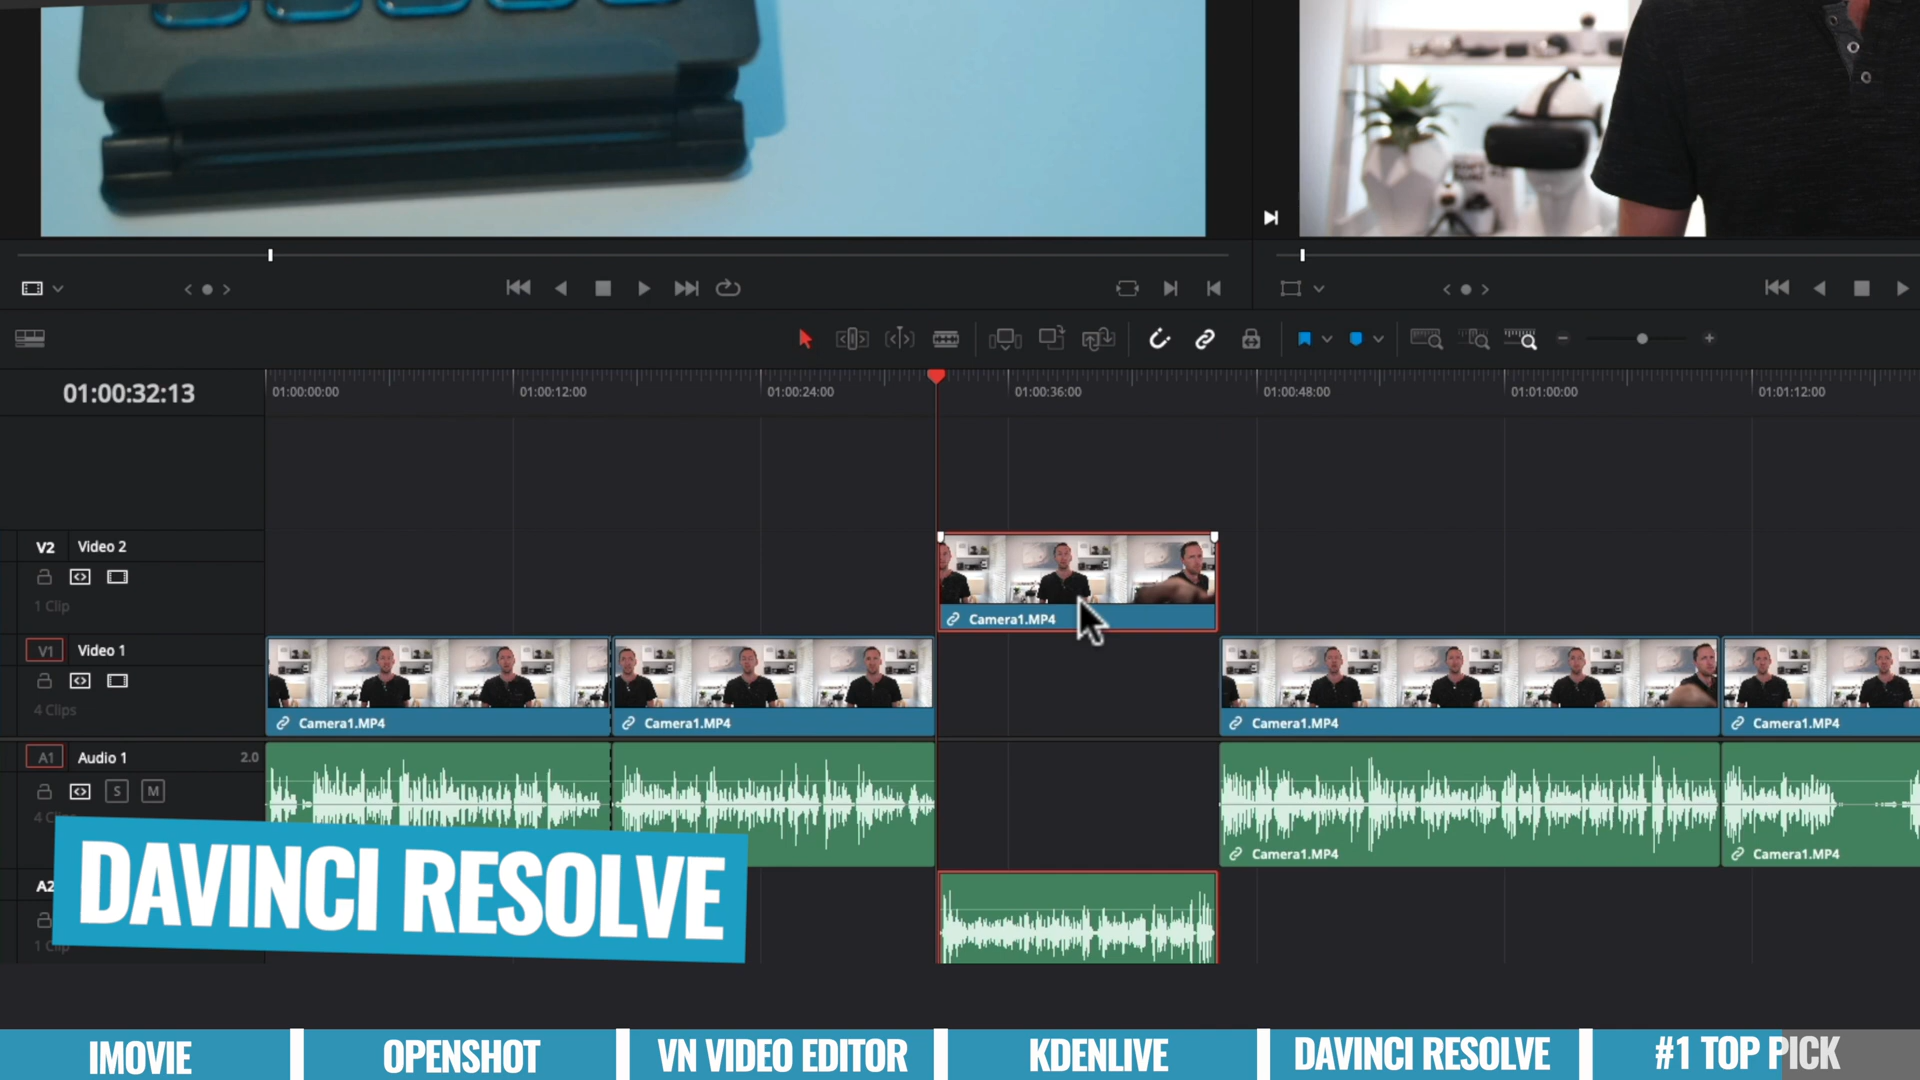 01:00:32:13
01:00:00:00
01:00:12:00
01:00:24:00
01:00:36:00
01:00:48:00
01:01:00:00
01:01:12:00
V2 Video 2
1 Clip
Camera1.MP4
V1 Video 1
4 Clips
Camera1.MP4
Camera1.MP4
Camera1.MP4
Camera1.MP4
A1 Audio 1 2.0
S M
Camera1.MP4
Camera1.MP4
A2
1 Clip
DAVINCI RESOLVE
IMOVIE
OPENSHOT
VN VIDEO EDITOR
KDENLIVE
DAVINCI RESOLVE
#1 TOP PICK